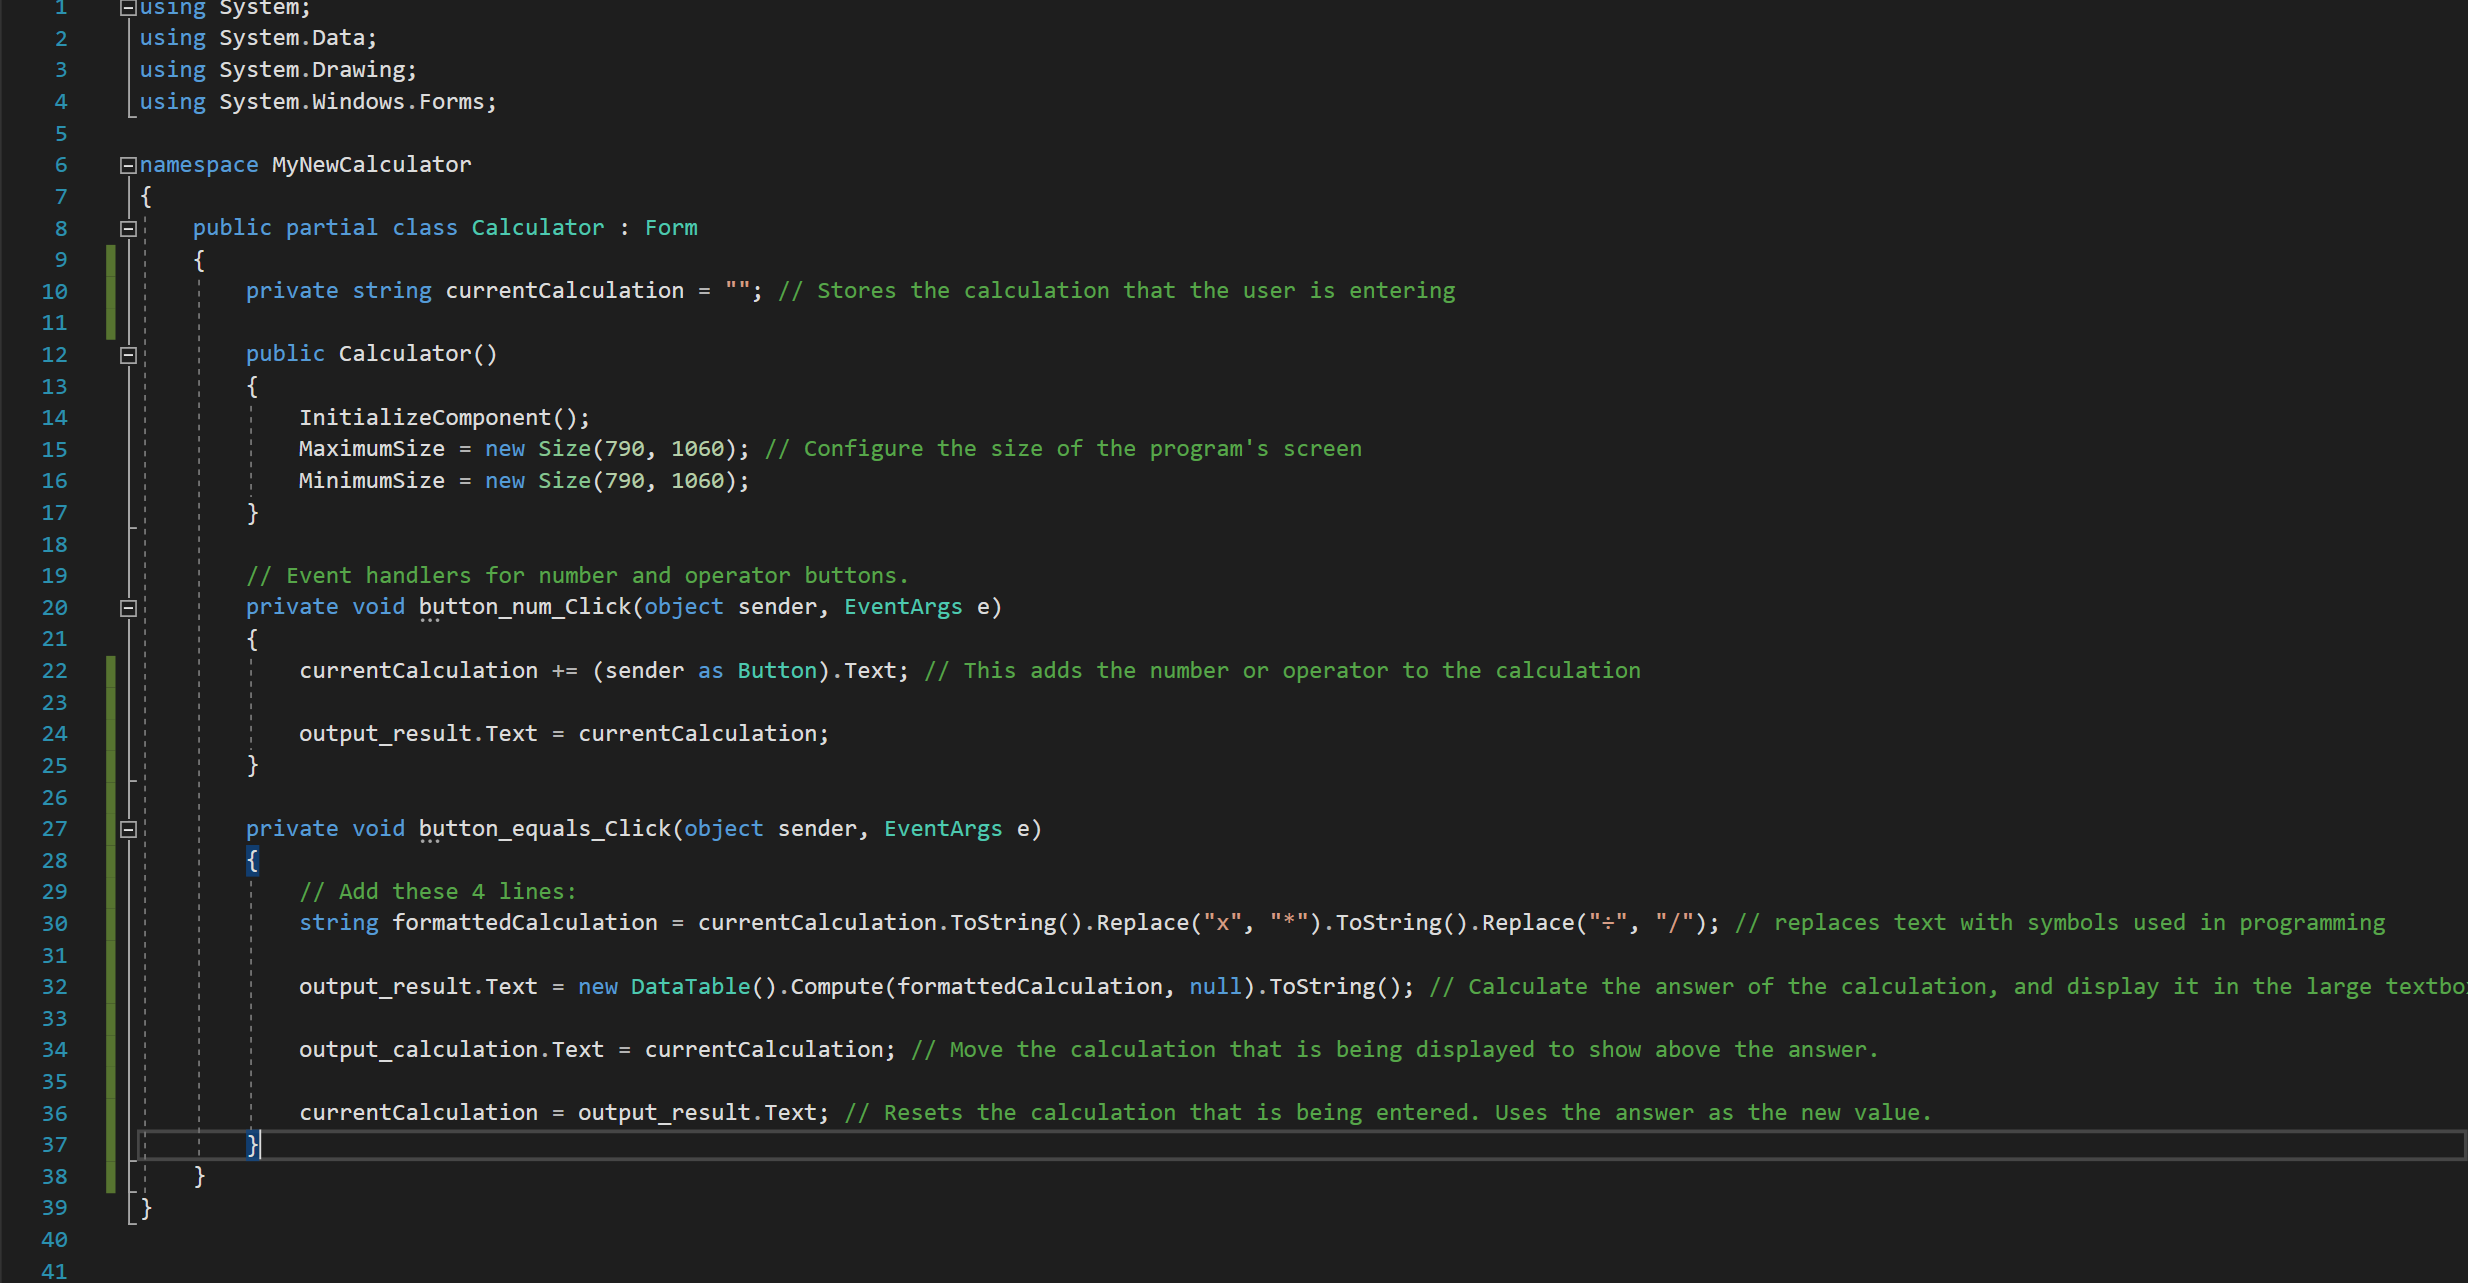 1 using System;
2 using System.Data;
3 using System.Drawing;
4 using System.Windows.Forms;
5
6 namespace MyNewCalculator
7 {
8 public partial class Calculator : Form
9 {
10 private string currentCalculation = ""; // Stores the calculation that the user is entering
11
12 public Calculator()
13 {
14 InitializeComponent();
15 MaximumSize = new Size(790, 1060); // Configure the size of the program's screen
16 MinimumSize = new Size(790, 1060);
17 }
18
19 // Event handlers for number and operator buttons.
20 private void button_num_Click(object sender, EventArgs e)
21 {
22 currentCalculation += (sender as Button).Text; // This adds the number or operator to the calculation
23
24 output_result.Text = currentCalculation;
25 }
26
27 private void button_equals_Click(object sender, EventArgs e)
28 {
29 // Add these 4 lines:
30 string formattedCalculation = currentCalculation.ToString().Replace("x", "*").ToString().Replace("÷", "/"); // replaces text with symbols used in programming
31
32 output_result.Text = new DataTable().Compute(formattedCalculation, null).ToString(); // Calculate the answer of the calculation, and display it in the large
33
34 output_calculation.Text = currentCalculation; // Move the calculation that is being displayed to show above the answer.
35
36 currentCalculation = output_result.Text; // Resets the calculation that is being entered. Uses the answer as the new value.
37 }
38 }
39 }
40
41